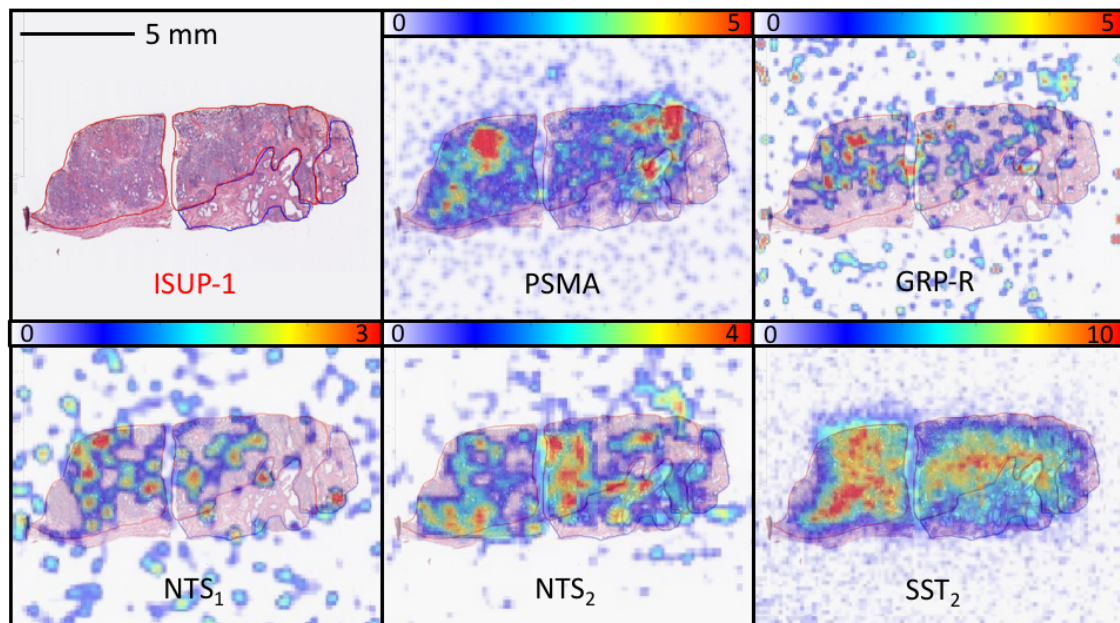 5 mm
ISUP-1
0 5
PSMA
0 5
GRP-R
0 3
NTS₁
0 4
NTS₂
0 10
SST₂